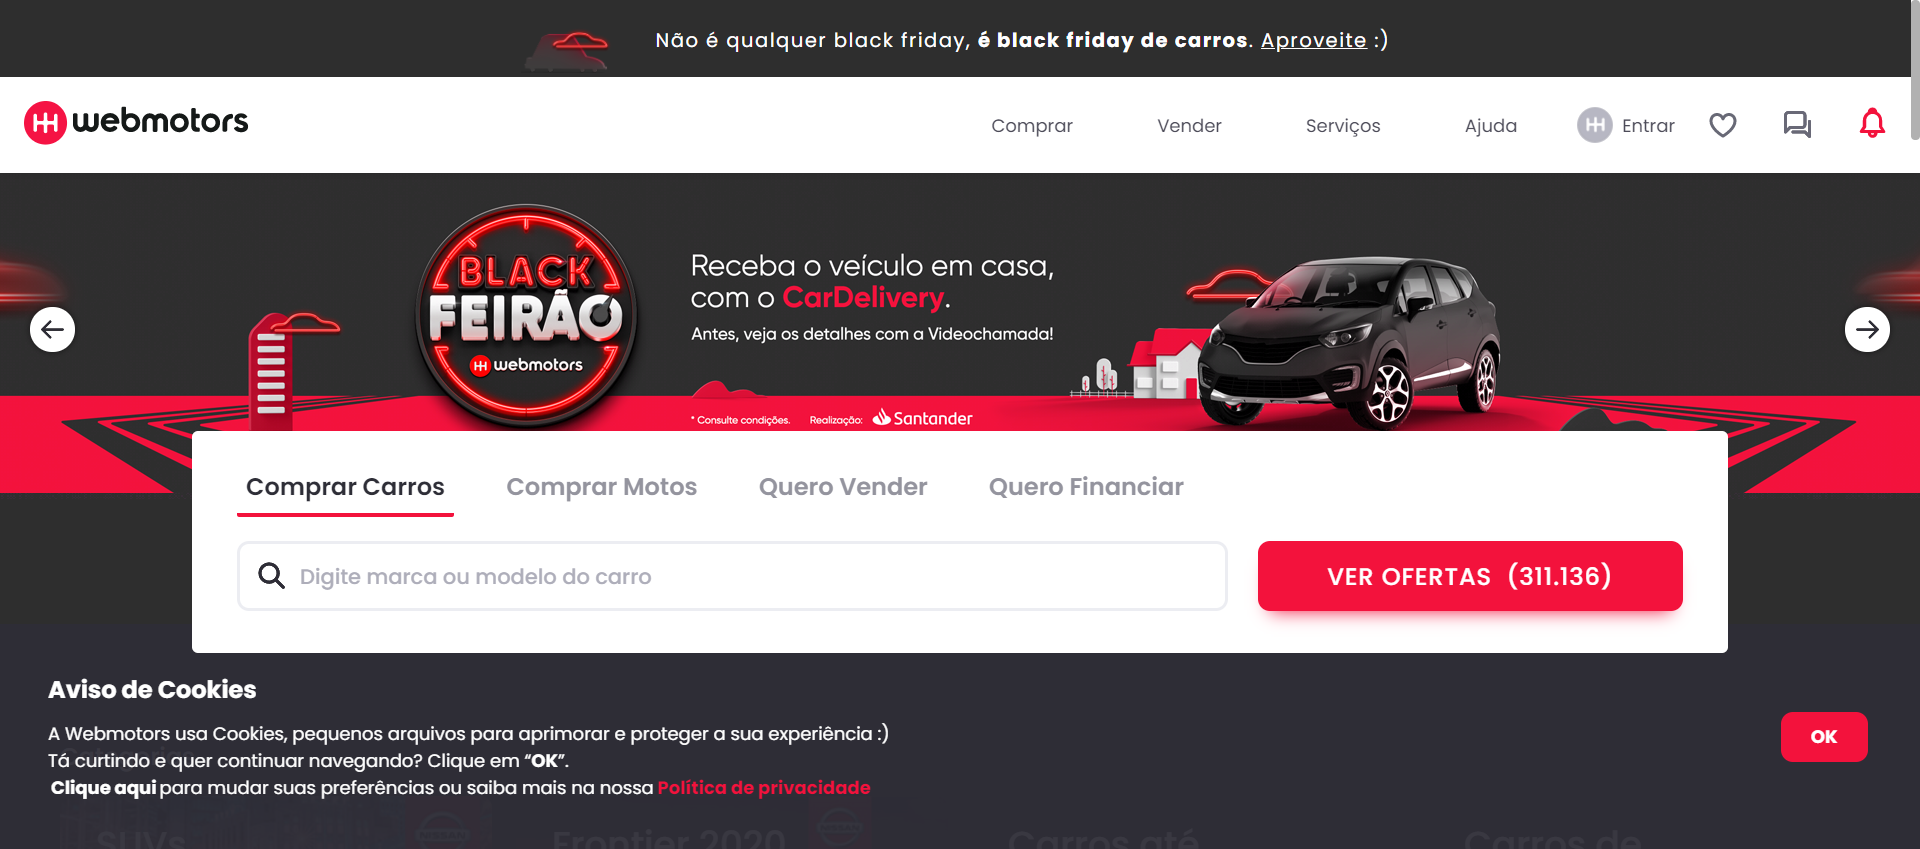 Não é qualquer black friday, é black friday de carros. Aproveite :)
webmotors
Comprar
Vender
Serviços
Ajuda
Entrar
BLACK
FEIRÃO
webmotors
Receba o veículo em casa,
com o CarDelivery.
Antes, veja os detalhes com a Videochamada!
* Consulte condições. Realização: Santander
Comprar Carros
Comprar Motos
Quero Vender
Quero Financiar
Digite marca ou modelo do carro
VER OFERTAS (311.136)
Aviso de Cookies
A Webmotors usa Cookies, pequenos arquivos para aprimorar e proteger a sua experiência :)
Tá curtindo e quer continuar navegando? Clique em “OK”.
Clique aqui para mudar suas preferências ou saiba mais na nossa Política de privacidade
OK
Categorias
SUVs
Frontier 2020
Carros até
Carros de